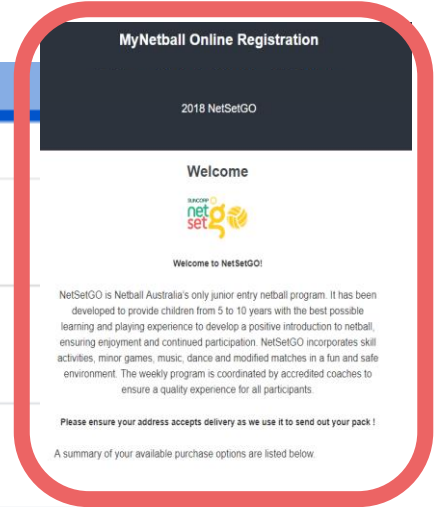 MyNetball Online Registration
2018 NetSetGO
Welcome
SUNCORP
net
set go
Welcome to NetSetGO!
NetSetGO is Netball Australia's only junior entry netball program. It has been
developed to provide children from 5 to 10 years with the best possible
learning and playing experience to develop a positive introduction to netball,
ensuring enjoyment and continued participation. NetSetGO incorporates skill
activities, minor games, music, dance and modified matches in a fun and safe
environment. The weekly program is coordinated by accredited coaches to
ensure a quality experience for all participants.
Please ensure your address accepts delivery as we use it to send out your pack !
A summary of your available purchase options are listed below.